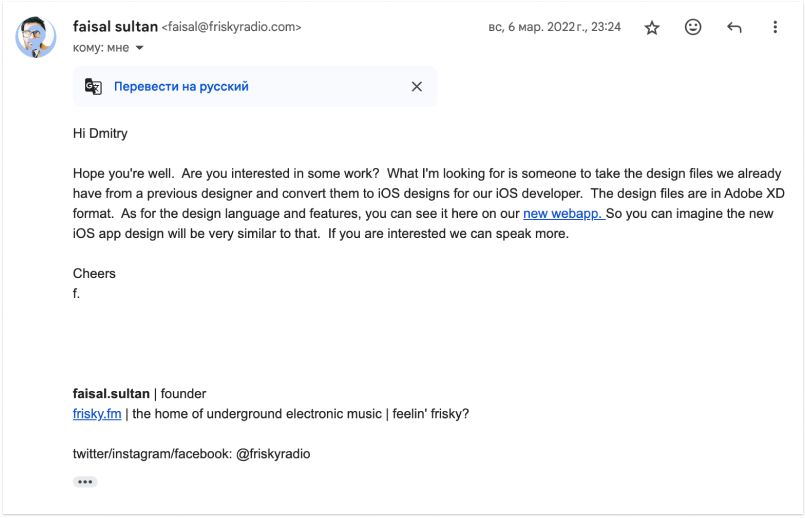 faisal sultan <faisal@friskyradio.com>
вс, 6 мар. 2022 г., 23:24
кому: мне
Перевести на русский
Hi Dmitry
Hope you're well.  Are you interested in some work?  What I'm looking for is someone to take the design files we already
have from a previous designer and convert them to iOS designs for our iOS developer.  The design files are in Adobe XD
format.  As for the design language and features, you can see it here on our new webapp. So you can imagine the new
iOS app design will be very similar to that.  If you are interested we can speak more.
Cheers
f.
faisal.sultan | founder
frisky.fm | the home of underground electronic music | feelin' frisky?
twitter/instagram/facebook: @friskyradio